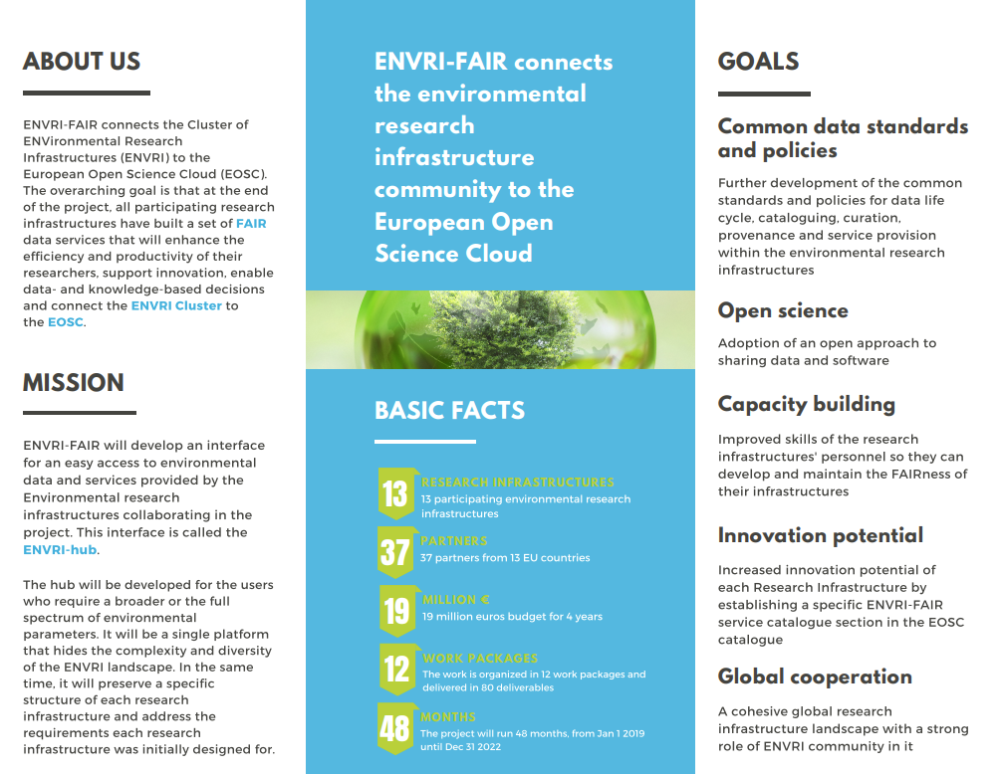 ABOUT US
ENVRI-FAIR connects the Cluster of
ENVironmental Research
Infrastructures (ENVRI) to the
European Open Science Cloud (EOSC).
The overarching goal is that at the end
of the project, all participating research
infrastructures have built a set of FAIR
data services that will enhance the
efficiency and productivity of their
researchers, support innovation, enable
data- and knowledge-based decisions
and connect the ENVRI Cluster to
the EOSC.
MISSION
ENVRI-FAIR will develop an interface
for an easy access to environmental
data and services provided by the
Environmental research
infrastructures collaborating in the
project. This interface is called the
ENVRI-hub.
The hub will be developed for the users
who require a broader or the full
spectrum of environmental
parameters. It will be a single platform
that hides the complexity and diversity
of the ENVRI landscape. In the same
time, it will preserve a specific
structure of each research
infrastructure and address the
requirements each research
infrastructure was initially designed for.
ENVRI-FAIR connects
the environmental
research
infrastructure
community to the
European Open
Science Cloud
BASIC FACTS
13
RESEARCH INFRASTRUCTURES
13 participating environmental research
infrastructures
37
PARTNERS
37 partners from 13 EU countries
19
MILLION €
19 million euros budget for 4 years
12
WORK PACKAGES
The work is organized in 12 work packages and
delivered in 80 deliverables
48
MONTHS
The project will run 48 months, from Jan 1 2019
until Dec 31 2022
GOALS
Common data standards
and policies
Further development of the common
standards and policies for data life
cycle, cataloguing, curation,
provenance and service provision
within the environmental research
infrastructures
Open science
Adoption of an open approach to
sharing data and software
Capacity building
Improved skills of the research
infrastructures' personnel so they can
develop and maintain the FAIRness of
their infrastructures
Innovation potential
Increased innovation potential of
each Research Infrastructure by
establishing a specific ENVRI-FAIR
service catalogue section in the EOSC
catalogue
Global cooperation
A cohesive global research
infrastructure landscape with a strong
role of ENVRI community in it